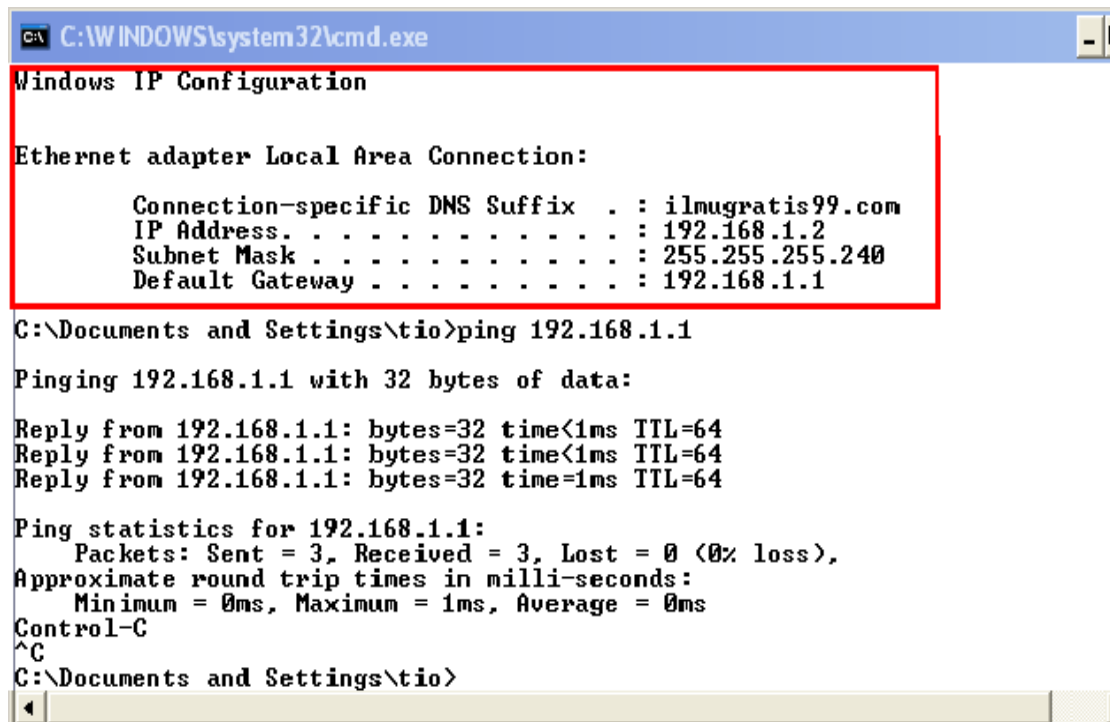 C:\WINDOWS\system32\cmd.exe
Windows IP Configuration
Ethernet adapter Local Area Connection:
Connection-specific DNS Suffix . : ilmugratis99.com
IP Address. . . . . . . . . . . . : 192.168.1.2
Subnet Mask . . . . . . . . . . . : 255.255.255.240
Default Gateway . . . . . . . . . : 192.168.1.1
C:\Documents and Settings\tio>ping 192.168.1.1
Pinging 192.168.1.1 with 32 bytes of data:
Reply from 192.168.1.1: bytes=32 time<1ms TTL=64
Reply from 192.168.1.1: bytes=32 time<1ms TTL=64
Reply from 192.168.1.1: bytes=32 time=1ms TTL=64
Ping statistics for 192.168.1.1:
Packets: Sent = 3, Received = 3, Lost = 0 (0% loss),
Approximate round trip times in milli-seconds:
Minimum = 0ms, Maximum = 1ms, Average = 0ms
Control-C
^C
C:\Documents and Settings\tio>